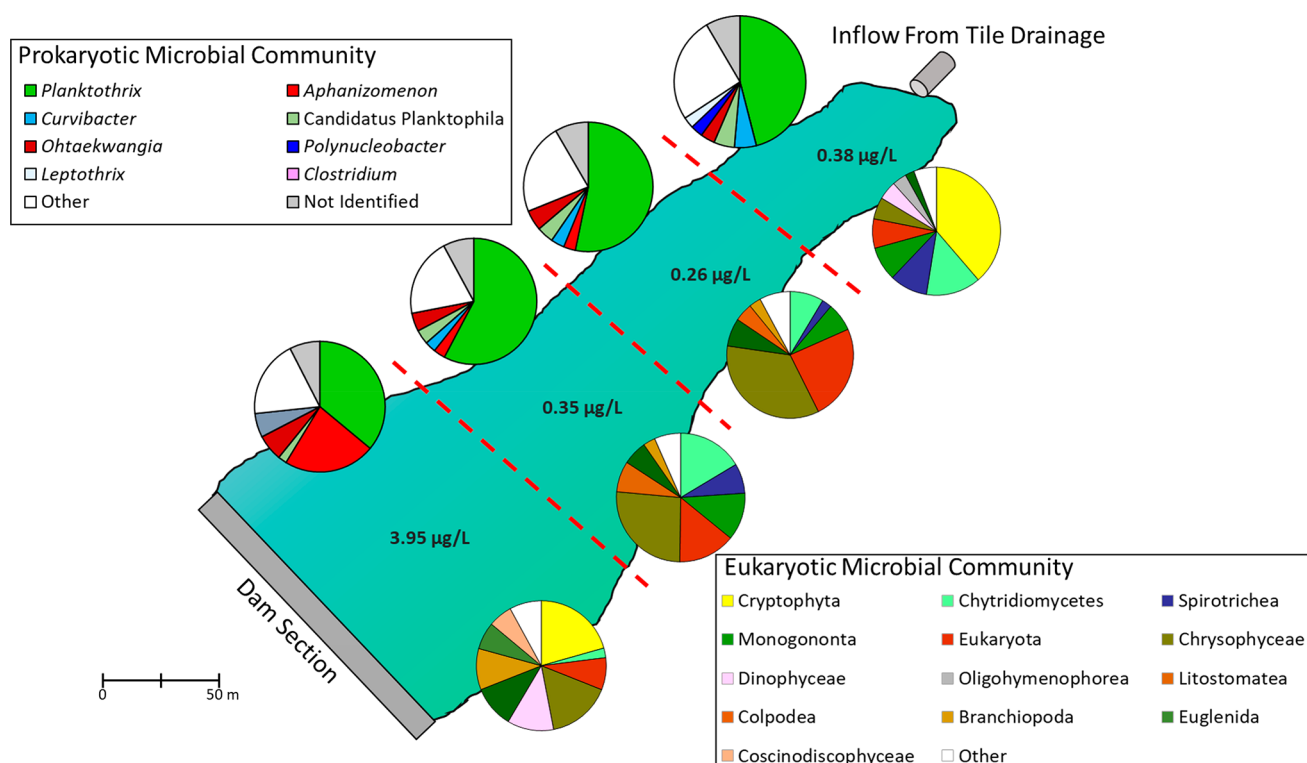 Inflow From Tile Drainage
Prokaryotic Microbial Community
Planktothrix
Aphanizomenon
Curvibacter
Candidatus Planktophila
Ohtaekwangia
Polynucleobacter
Leptothrix
Clostridium
Other
Not Identified
0.38 µg/L
0.26 µg/L
0.35 µg/L
3.95 µg/L
Dam Section
0
50 m
Eukaryotic Microbial Community
Cryptophyta
Chytridiomycetes
Spirotrichea
Monogononta
Eukaryota
Chrysophyceae
Dinophyceae
Oligohymenophorea
Litostomatea
Colpodea
Branchiopoda
Euglenida
Coscinodiscophyceae
Other